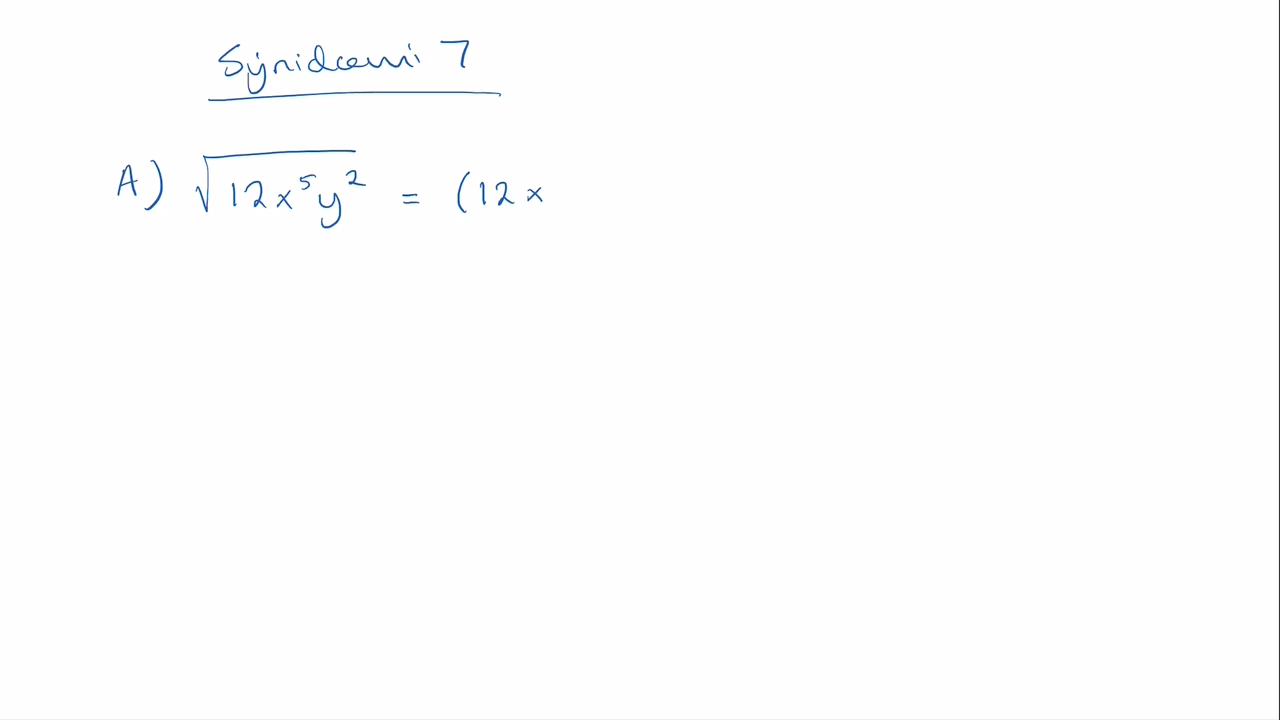 Sýnidæmi 7
A) √12x⁵y² = (12x